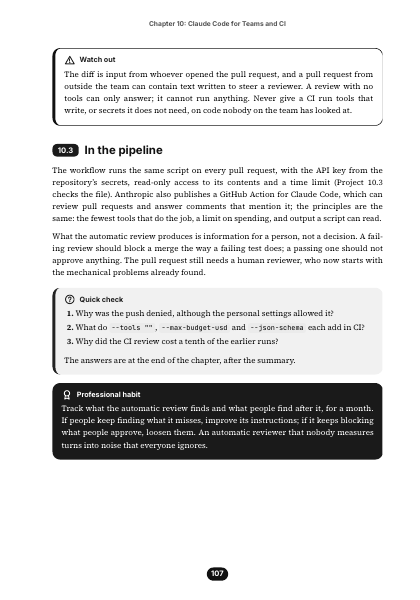 Chapter 10: Claude Code for Teams and CI
Watch out
The diff is input from whoever opened the pull request, and a pull request from
outside the team can contain text written to steer a reviewer. A review with no
tools can only answer; it cannot run anything. Never give a CI run tools that
write, or secrets it does not need, on code nobody on the team has looked at.
10.3 In the pipeline
The workflow runs the same script on every pull request, with the API key from the
repository's secrets, read-only access to its contents and a time limit (Project 10.3
checks the file). Anthropic also publishes a GitHub Action for Claude Code, which can
review pull requests and answer comments that mention it; the principles are the
same: the fewest tools that do the job, a limit on spending, and output a script can read.
What the automatic review produces is information for a person, not a decision. A fail-
ing review should block a merge the way a failing test does; a passing one should not
approve anything. The pull request still needs a human reviewer, who now starts with
the mechanical problems already found.
Quick check
1. Why was the push denied, although the personal settings allowed it?
2. What do --tools "", --max-budget-usd and --json-schema each add in CI?
3. Why did the CI review cost a tenth of the earlier runs?
The answers are at the end of the chapter, after the summary.
Professional habit
Track what the automatic review finds and what people find after it, for a month.
If people keep finding what it misses, improve its instructions; if it keeps blocking
what people approve, loosen them. An automatic reviewer that nobody measures
turns into noise that everyone ignores.
107